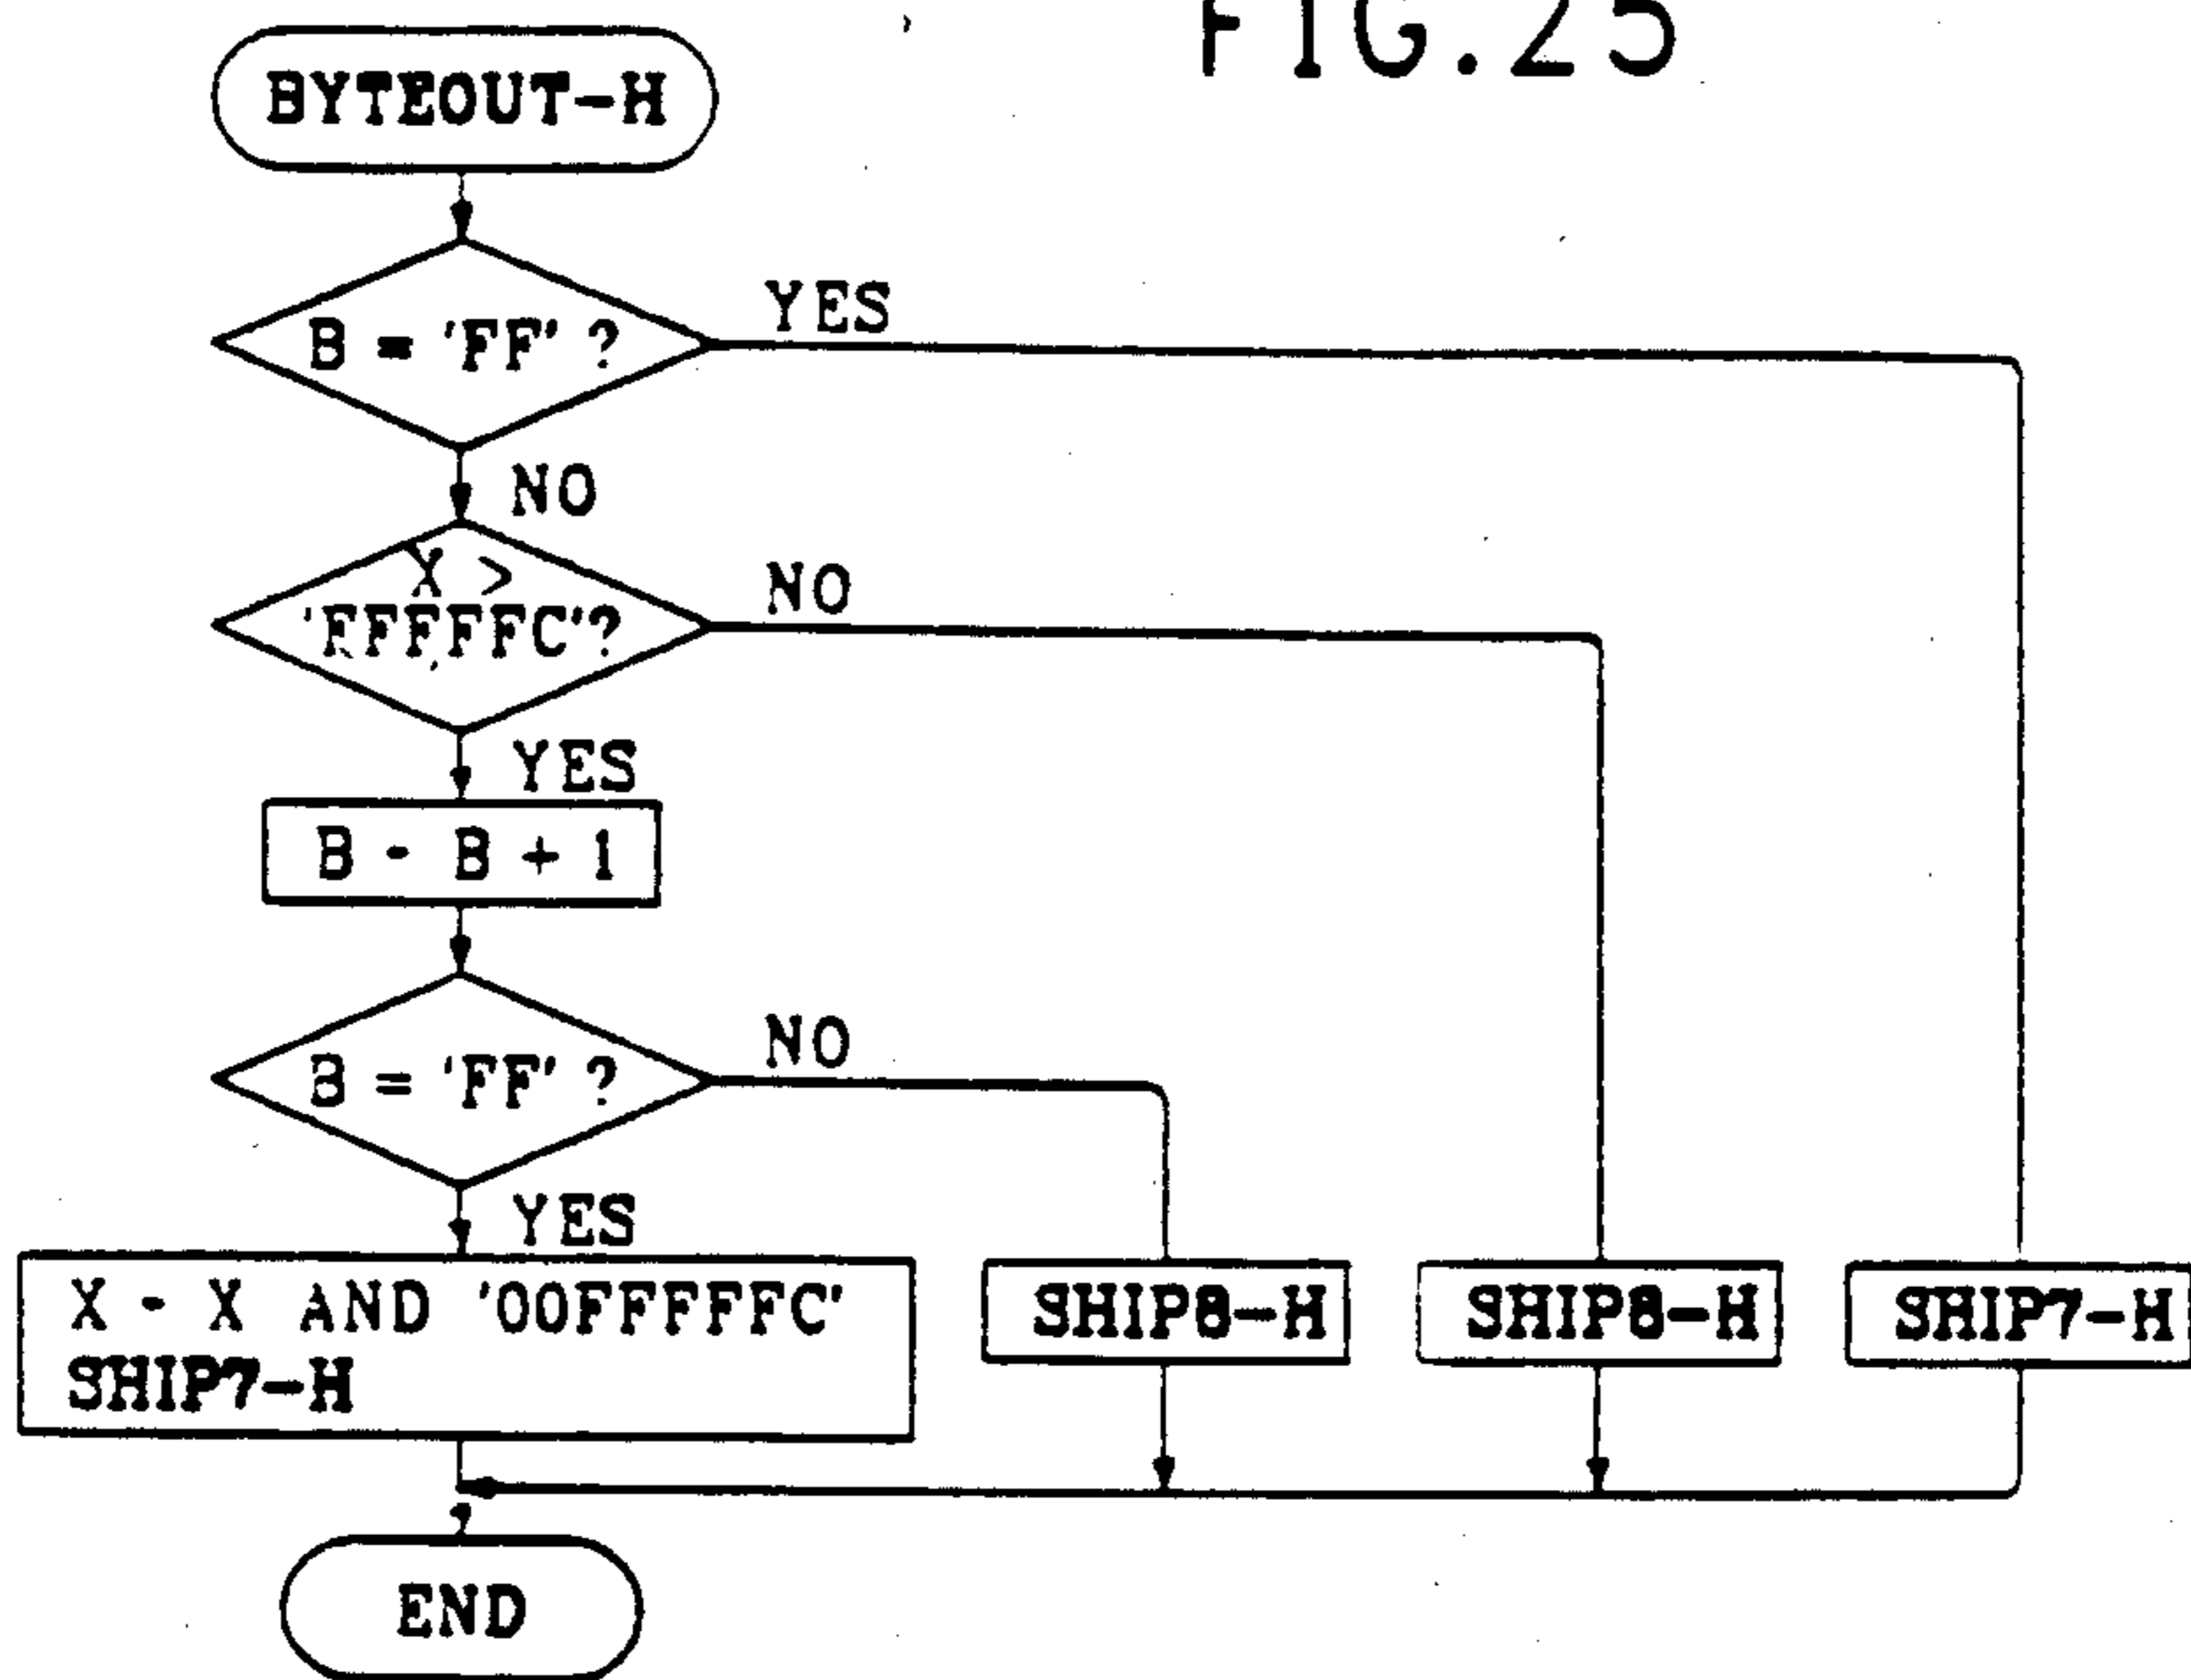 FIG.25
BYTEOUT-H
B = 'FF' ?
YES
NO
X >
'FFFFFC'?
NO
YES
B - B + 1
B = 'FF' ?
NO
YES
X - X AND '00FFFFFC'
SHIP7-H
SHIP8-H
SHIP8-H
SHIP7-H
END